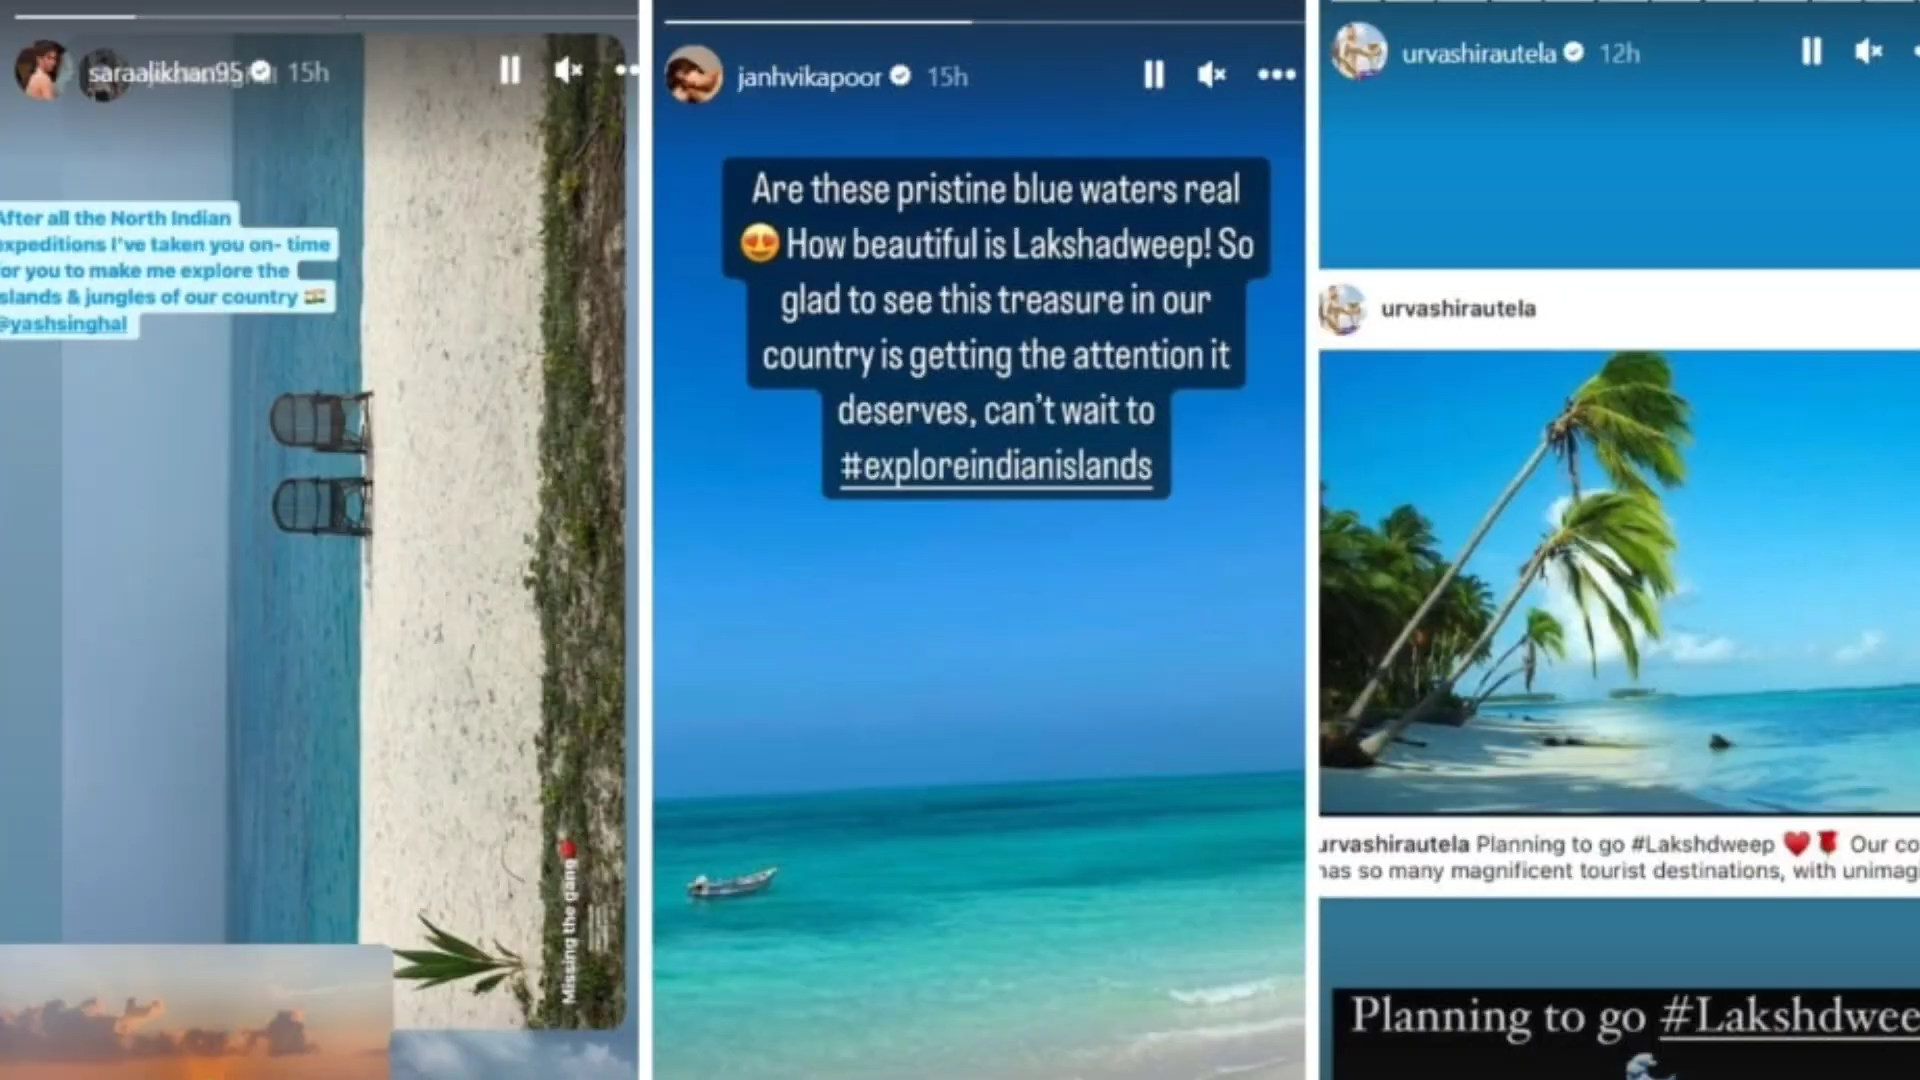 saraalikhan95 15h
After all the North Indian
expeditions I've taken you on- time
for you to make me explore the
islands & jungles of our country
@yashsinghal
Missing the gang
janhvikapoor 15h
Are these pristine blue waters real
How beautiful is Lakshadweep! So
glad to see this treasure in our
country is getting the attention it
deserves, can't wait to
#exploreindianislands
urvashirautela 12h
urvashirautela
urvashirautela Planning to go #Lakshdweep Our co
has so many magnificent tourist destinations, with unimag
Planning to go #Lakshdwee